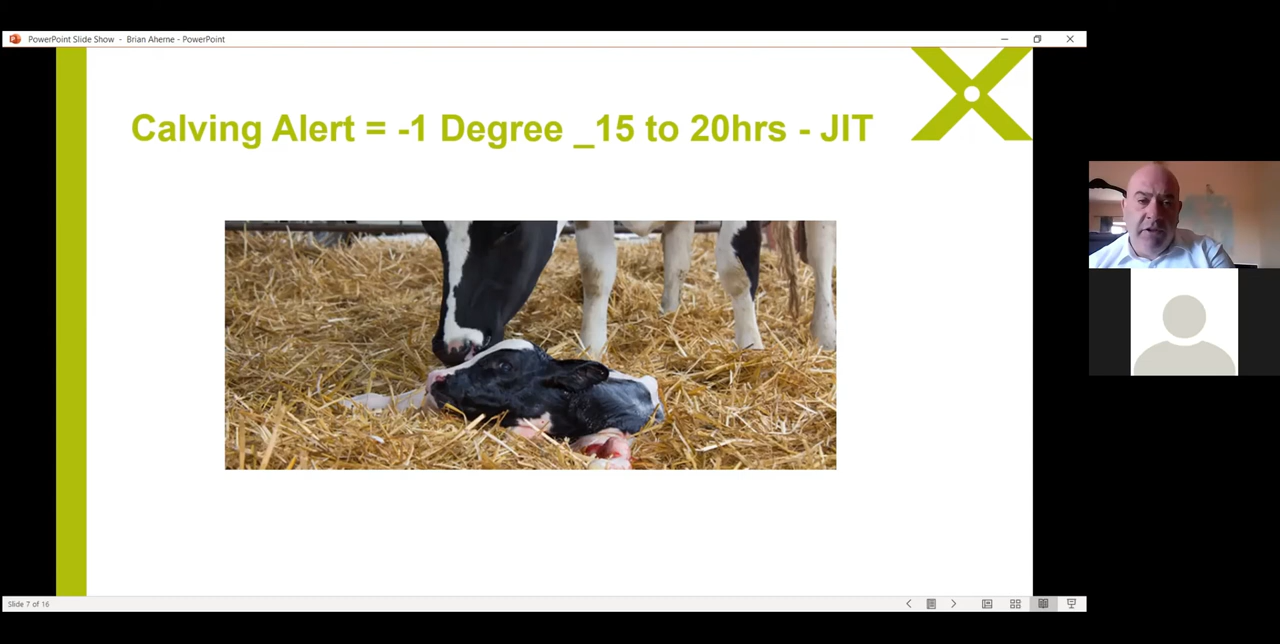 PowerPoint Slide Show - Brian Aherne - PowerPoint
Calving Alert = -1 Degree _15 to 20hrs - JIT
Slide 7 of 16